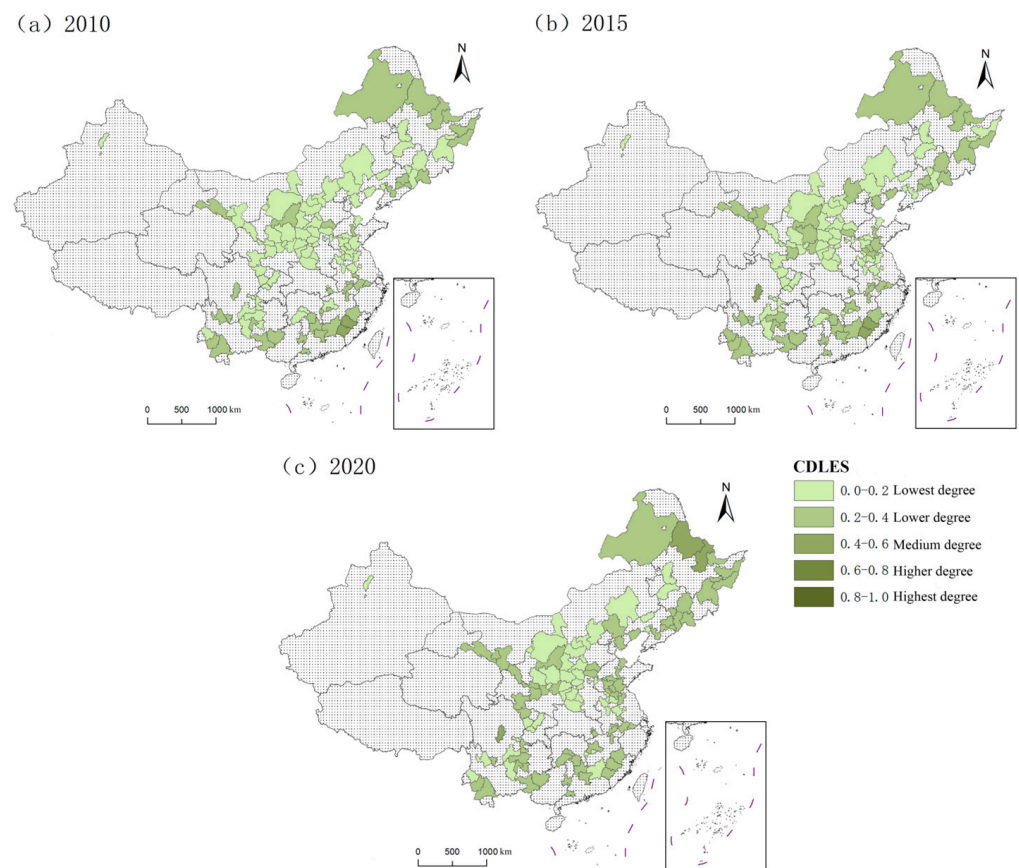 (a) 2010
(b) 2015
N
N
0 500 1000 km
0 500 1000 km
(c) 2020
N
CDLES
0.0-0.2 Lowest degree
0.2-0.4 Lower degree
0.4-0.6 Medium degree
0.6-0.8 Higher degree
0.8-1.0 Highest degree
0 500 1000 km